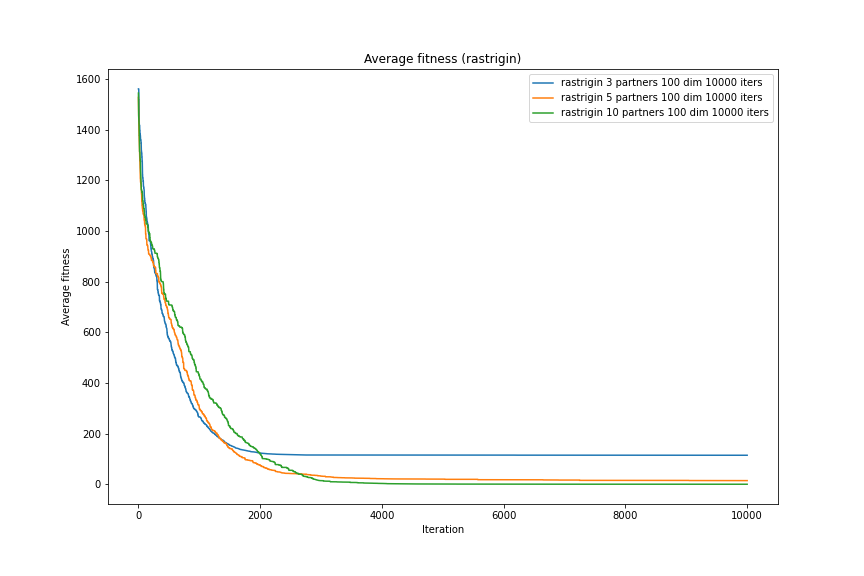 Average fitness (rastrigin)
rastrigin 3 partners 100 dim 10000 iters
rastrigin 5 partners 100 dim 10000 iters
rastrigin 10 partners 100 dim 10000 iters
Average fitness
1600
1400
1200
1000
800
600
400
200
0
0 2000 4000 6000 8000 10000
Iteration